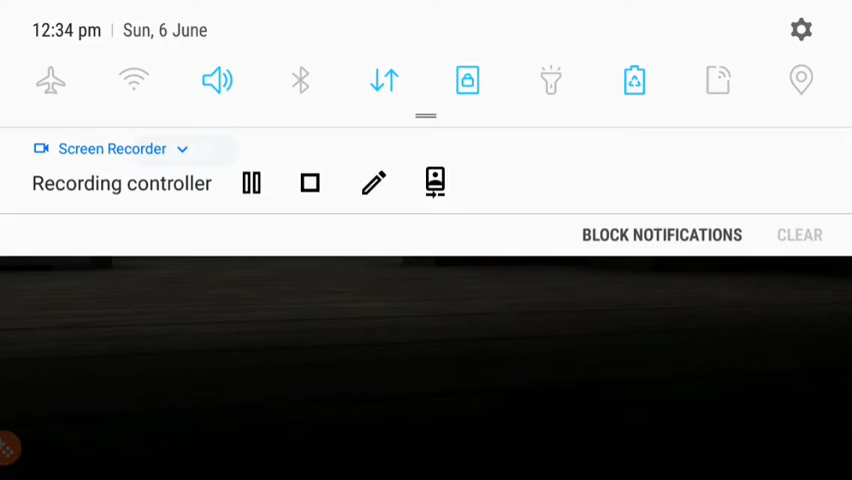 12:34 pm | Sun, 6 June
Screen Recorder
Recording controller
BLOCK NOTIFICATIONS CLEAR